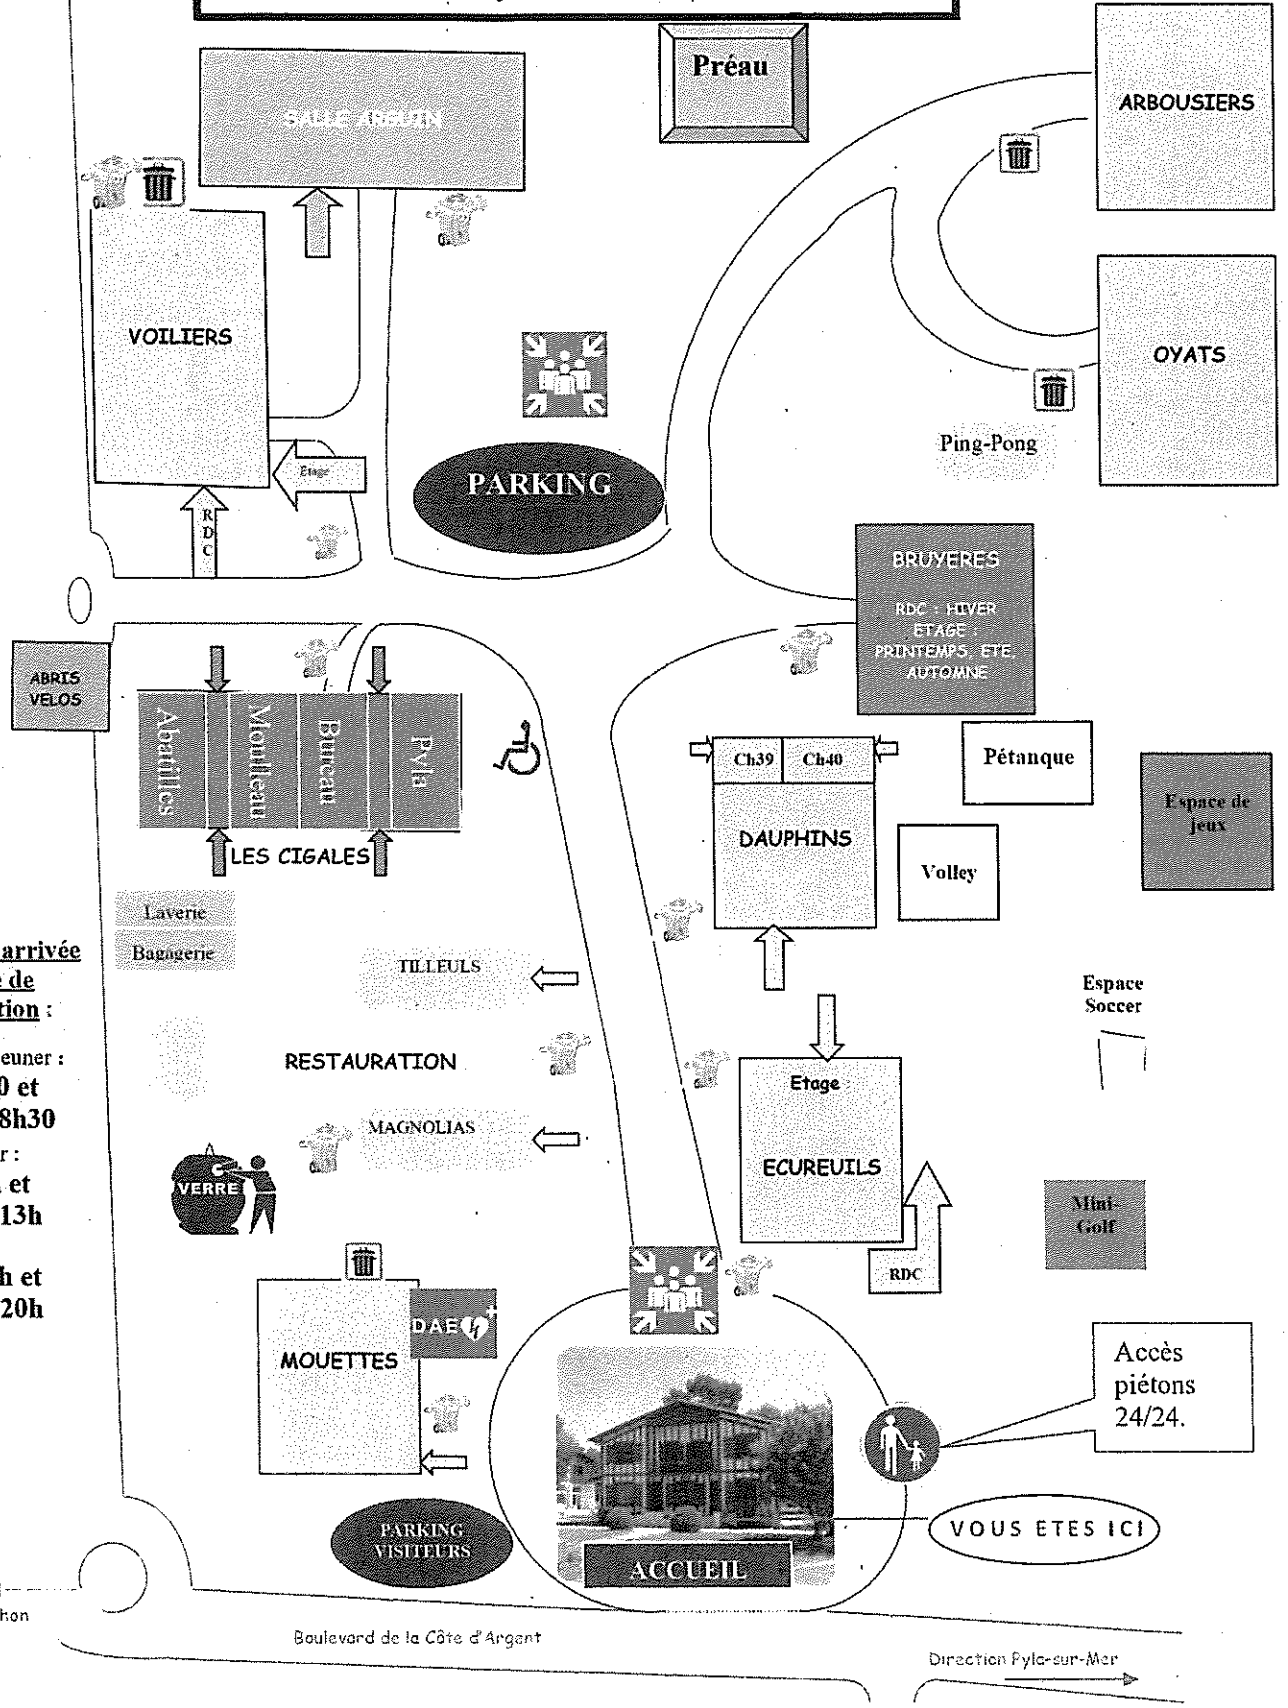 Préau
ARBOUSIERS
SALLE ARGUIN
VOILIERS
OYATS
Etage
PARKING
Ping-Pong
R
D
C
BRUYERES
RDC : HIVER
ETAGE :
PRINTEMPS, ETE,
AUTOMNE
ABRIS
VELOS
Abatilles
Moulleau
Bureau
Pyla
Ch39
Ch40
Pétanque
Espace de
jeux
DAUPHINS
LES CIGALES
Volley
Laverie
Bagagerie
arrivée
de
tion :
TILLEULS
Espace
Soccer
euner :
0 et
8h30
RESTAURATION
Etage
r :
et
13h
MAGNOLIAS
ECUREUILS
VERRE
Mini-
Golf
h et
20h
RDC
DAE
MOUETTES
Accès
piétons
24/24.
PARKING
VISITEURS
VOUS ETES ICI
ACCUEIL
hon
Boulevard de la Côte d'Argent
Direction Pyla-sur-Mer